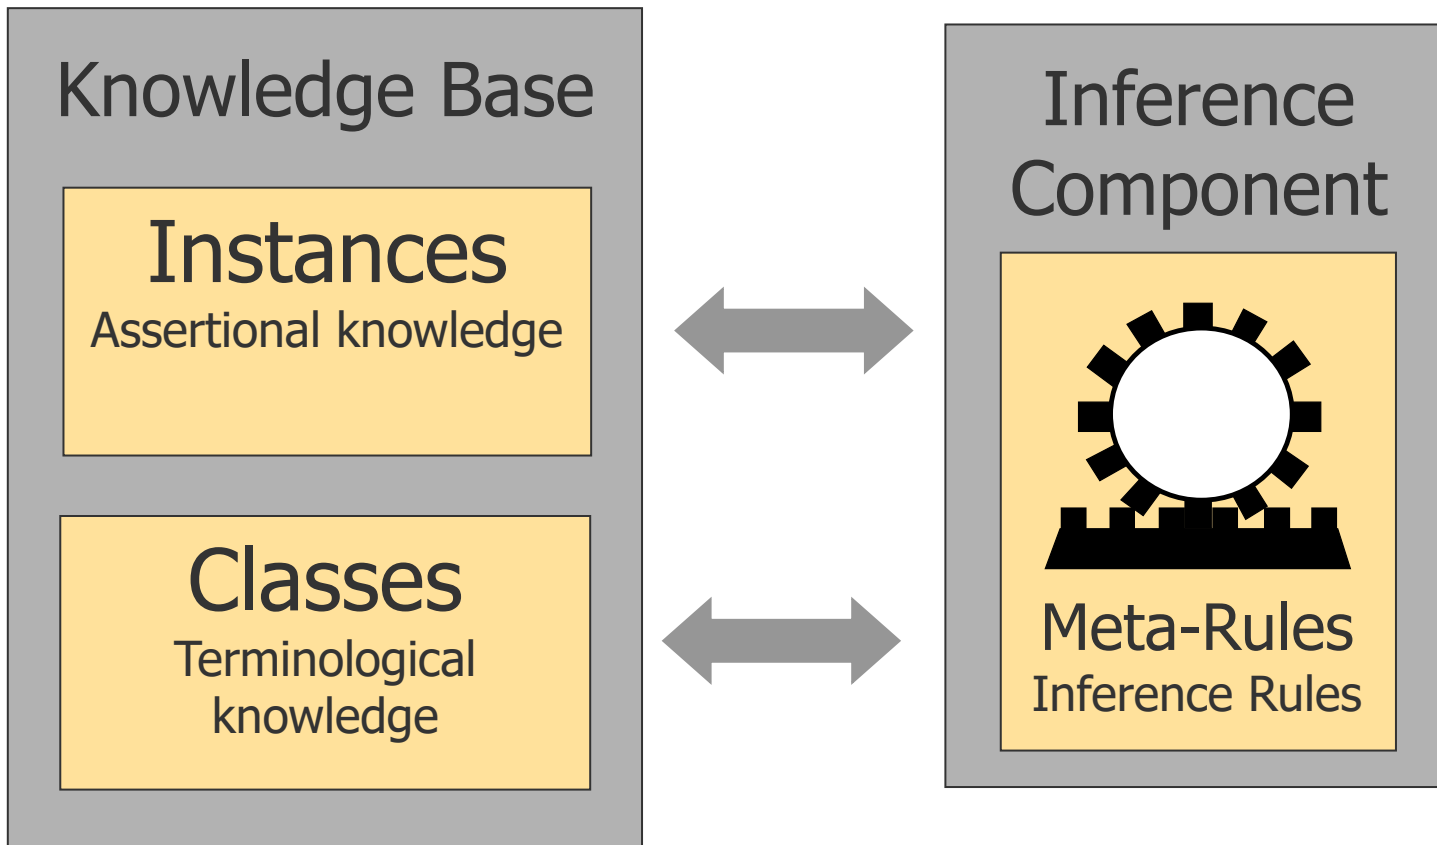 Knowledge Base
Instances
Assertional knowledge
Classes
Terminological
knowledge
Inference
Component
Meta-Rules
Inference Rules